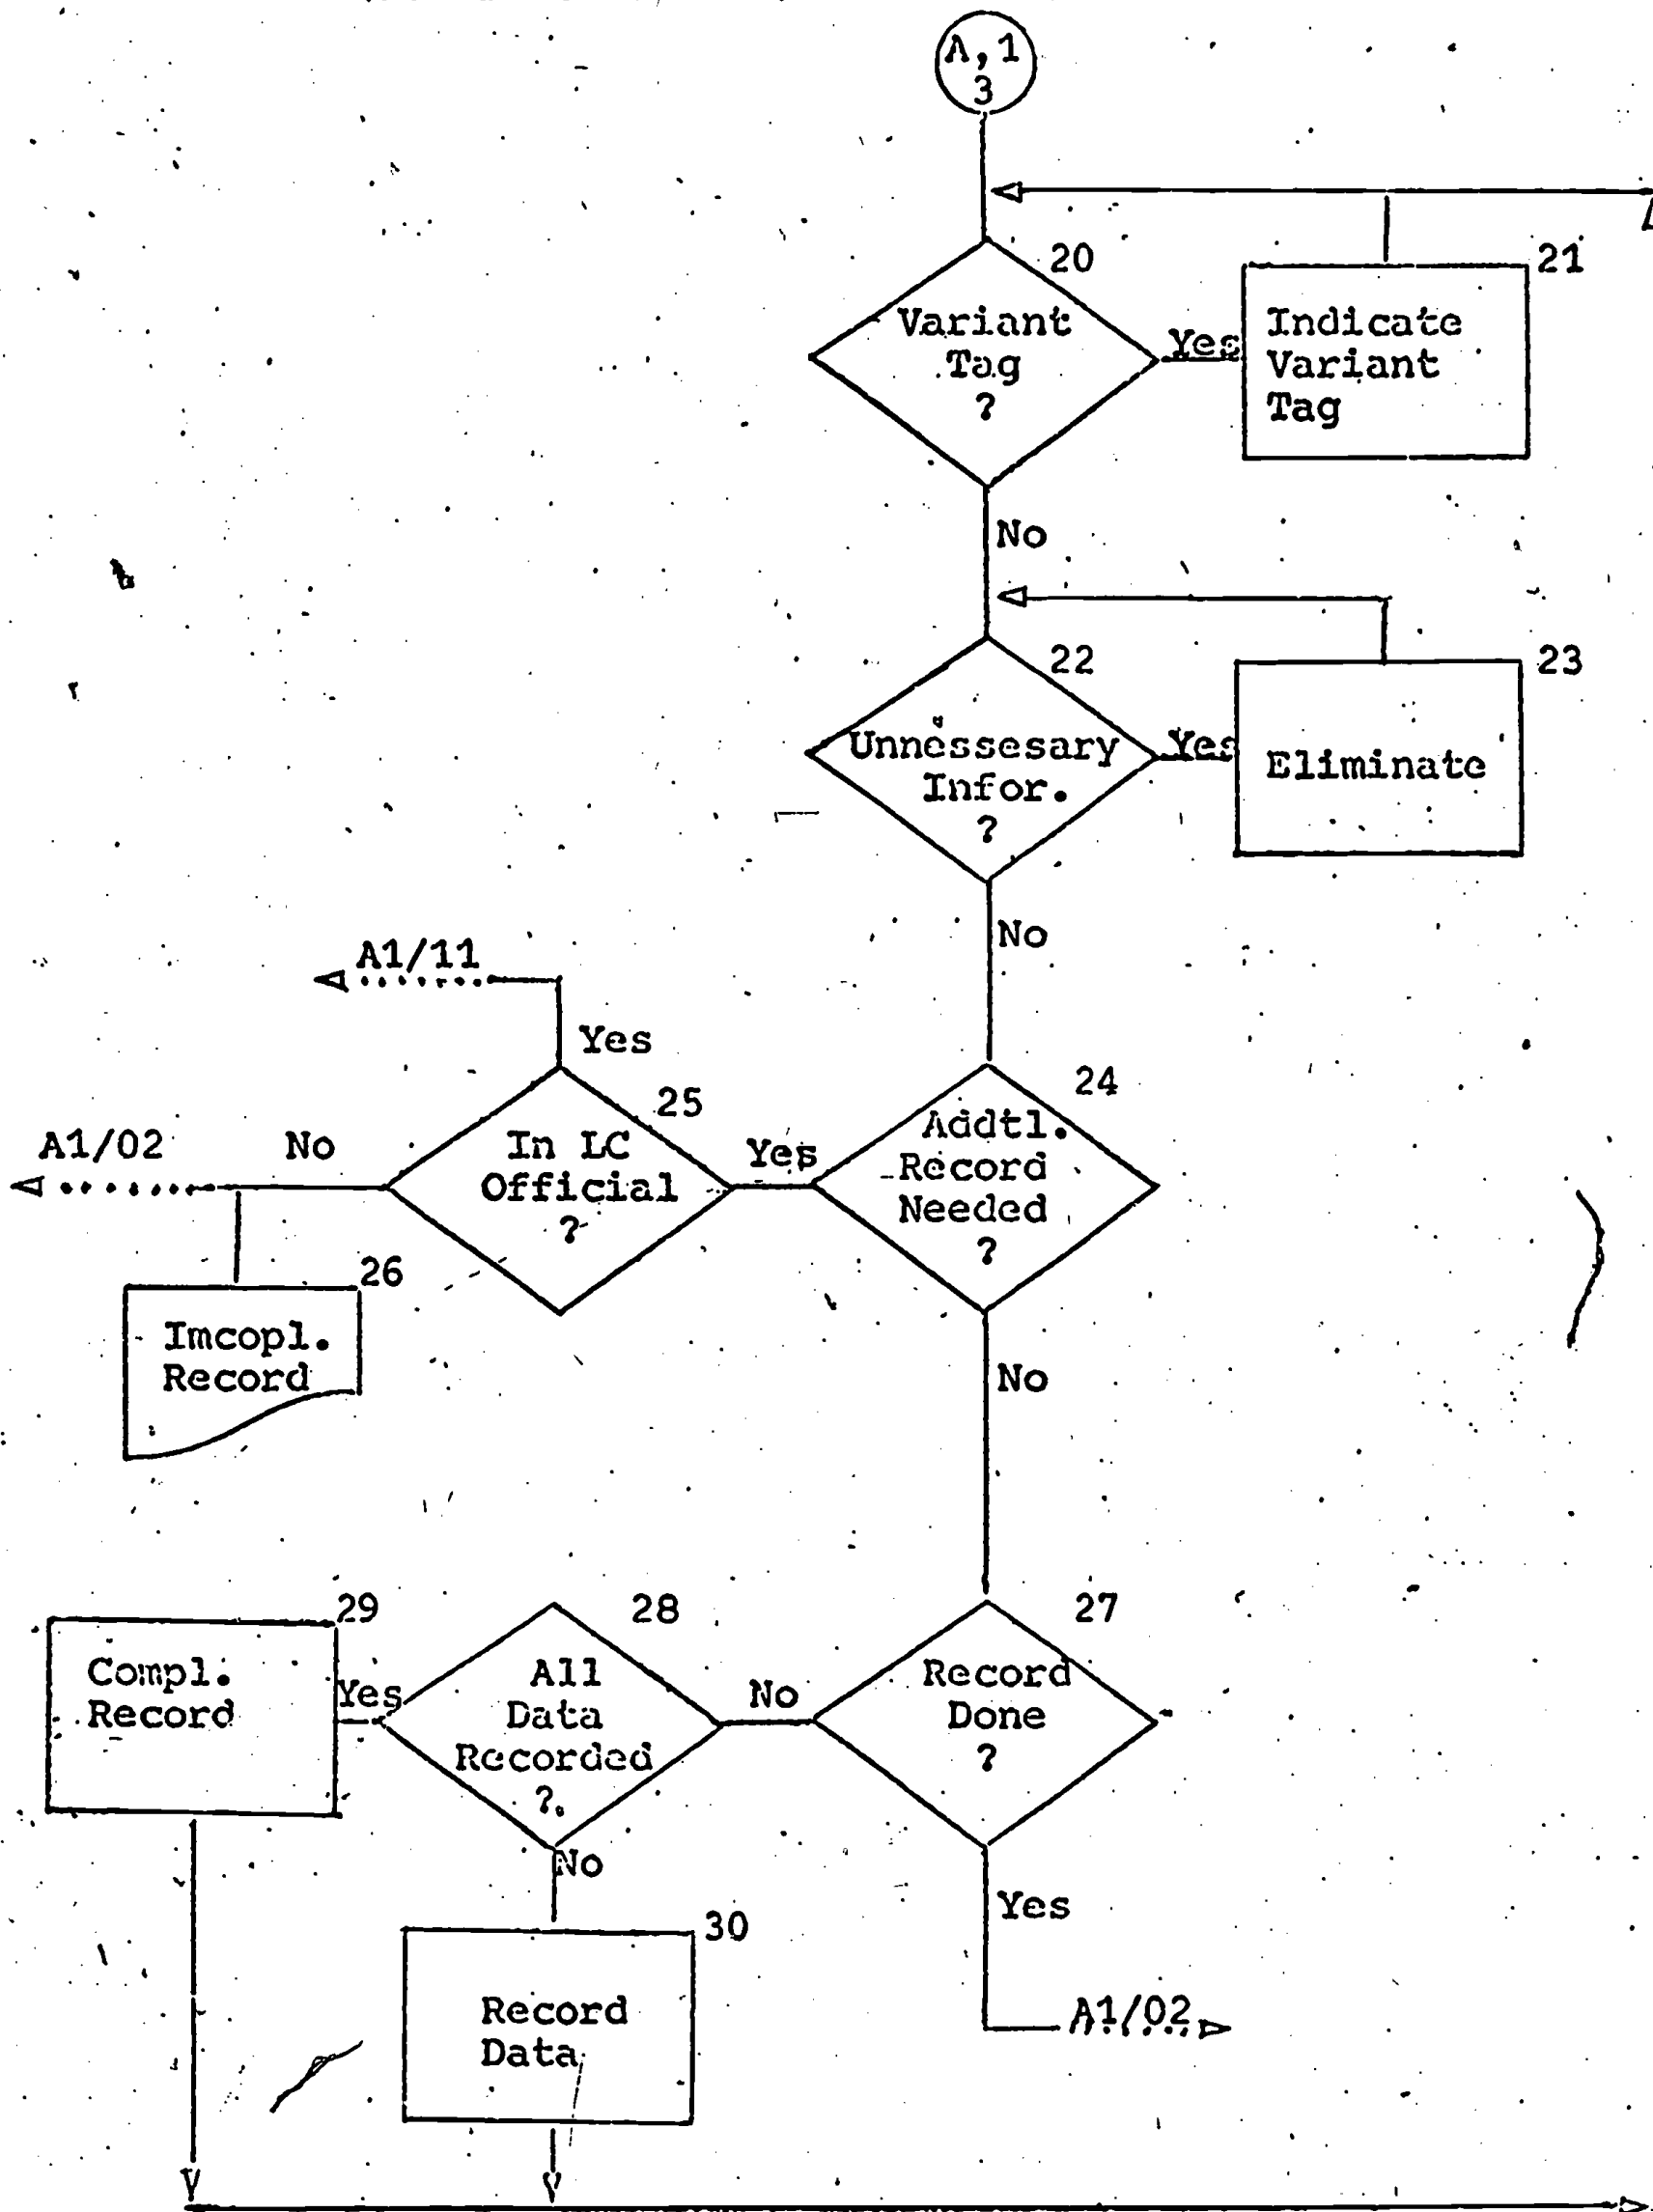 A,1
3
20
Variant
Tag
?
Yes
21
Indicate
Variant
Tag
No
22
Unnessesary
Infor.
?
Yes
23
Eliminate
No
A1/11
Yes
25
In LC
Official
?
No
A1/02
26
Imcopl.
Record
Yes
24
Addtl.
Record
Needed
?
No
27
Record
Done
?
No
28
All
Data
Recorded
?
Yes
29
Compl.
Record
No
30
Record
Data
Yes
A1/02